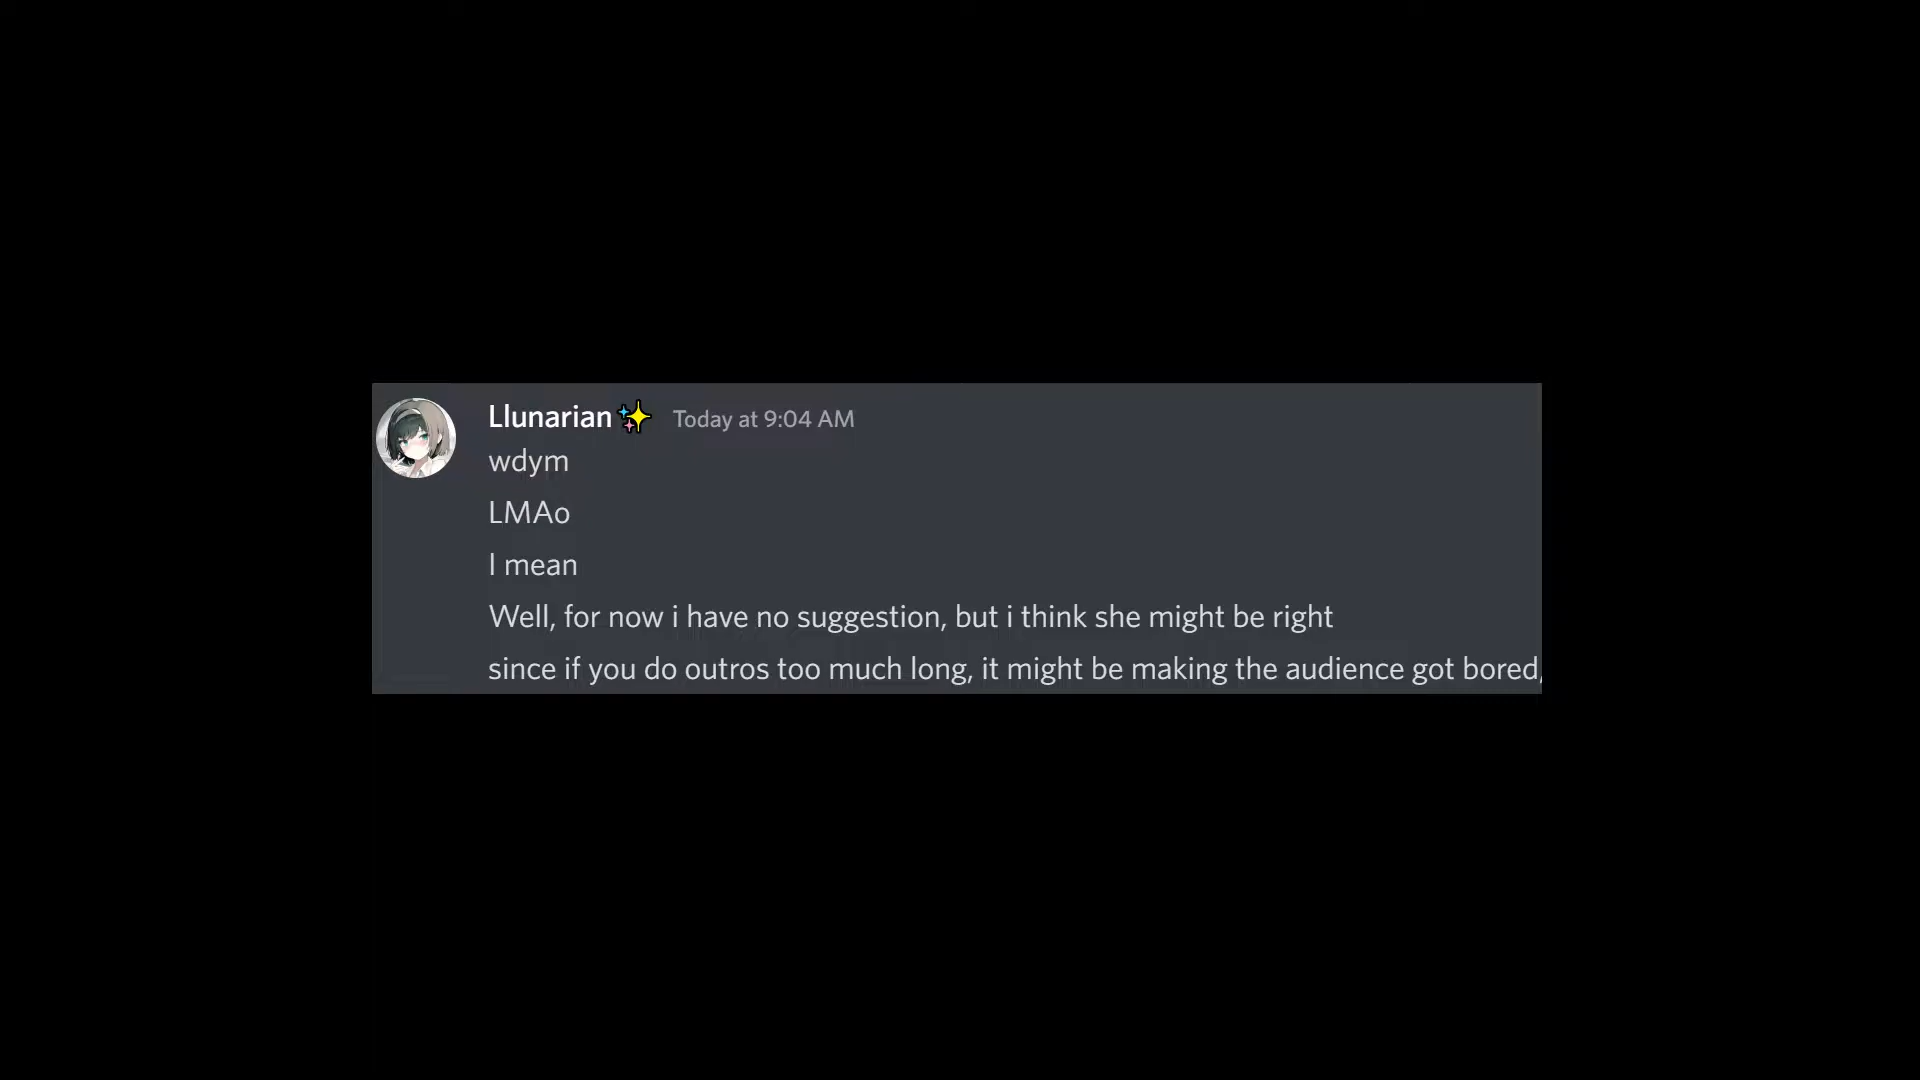 Llunarian✨ Today at 9:04 AM
wdym
LMAo
I mean
Well, for now i have no suggestion, but i think she might be right
since if you do outros too much long, it might be making the audience got bored,